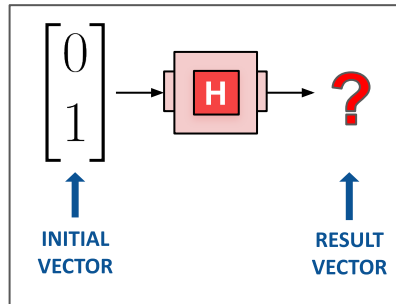 0
1
H
?
INITIAL
VECTOR
RESULT
VECTOR